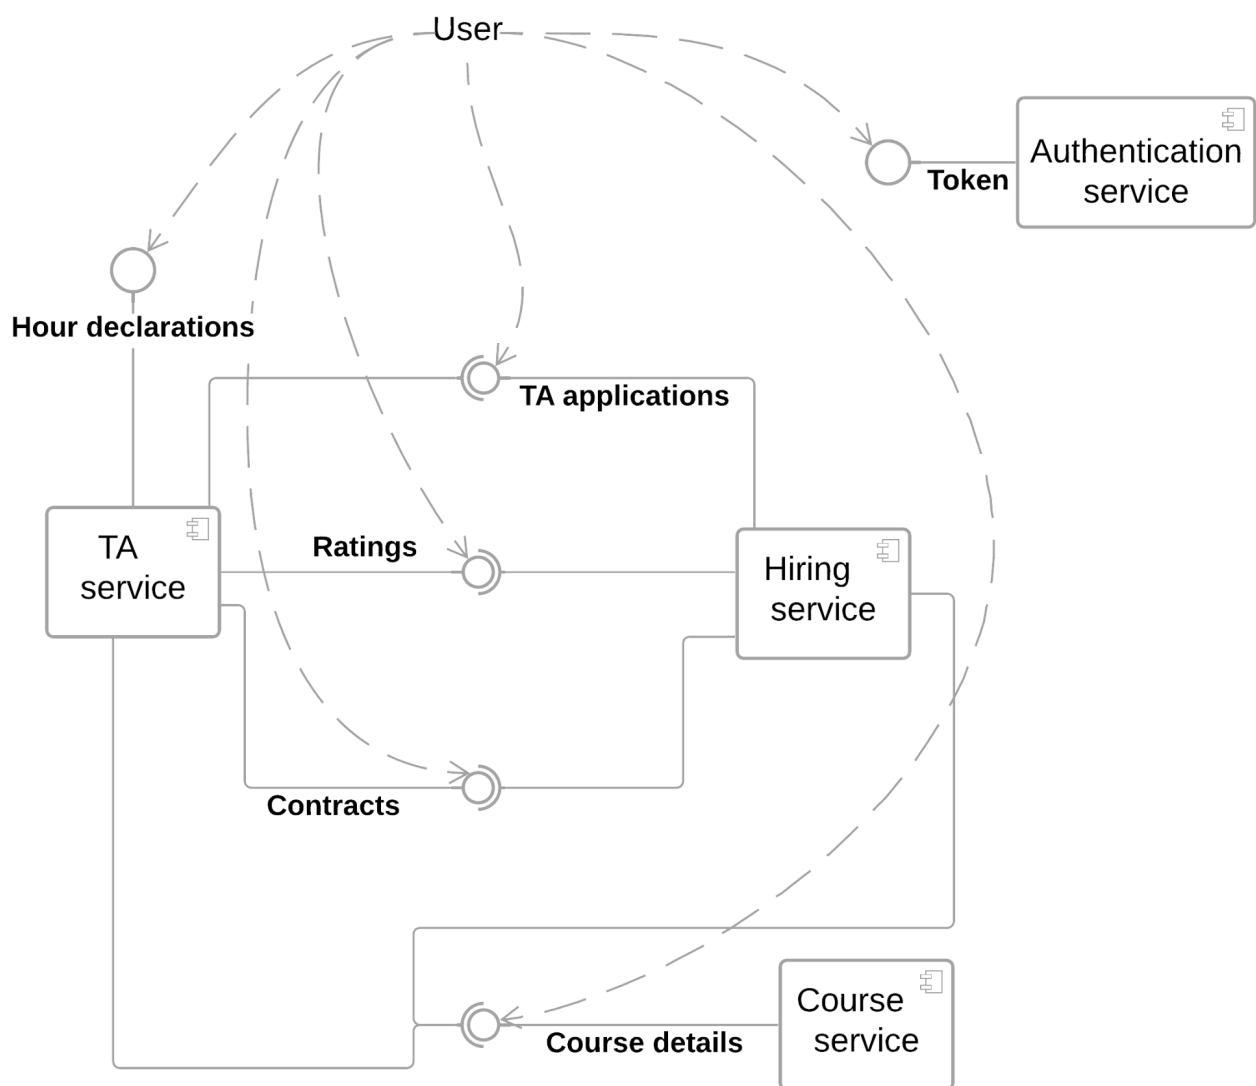 User
Authentication
service
Token
Hour declarations
TA applications
TA
service
Ratings
Hiring
service
Contracts
Course
service
Course details